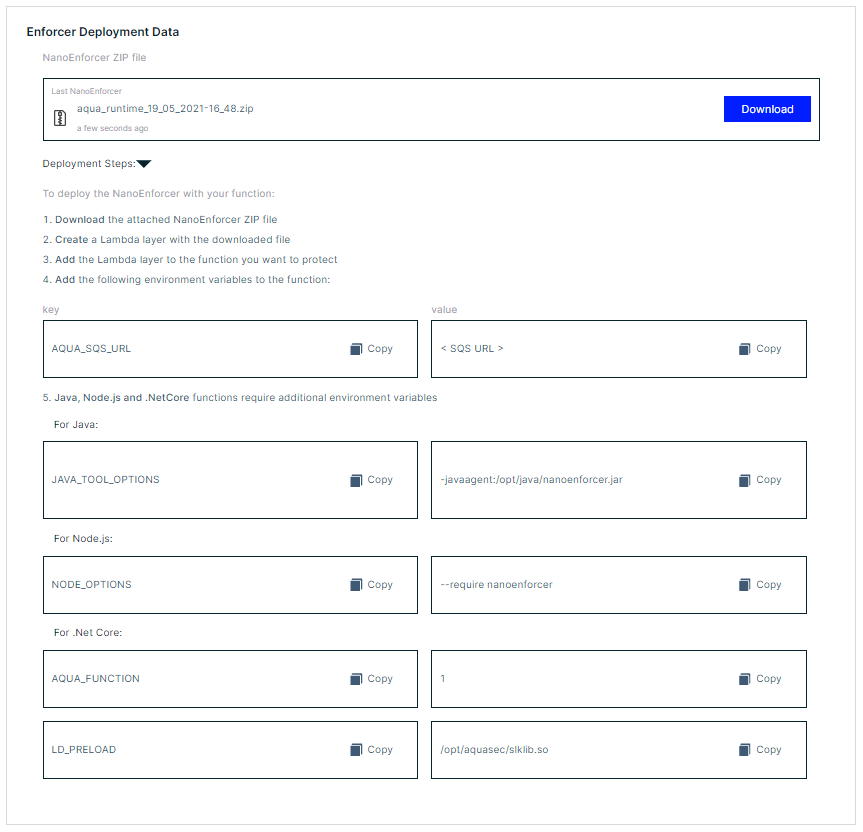 Enforcer Deployment Data
NanoEnforcer ZIP file
Last NanoEnforcer
aqua_runtime_19_05_2021-16_48.zip
a few seconds ago
Download
Deployment Steps:
To deploy the NanoEnforcer with your function:
1. Download the attached NanoEnforcer ZIP file
2. Create a Lambda layer with the downloaded file
3. Add the Lambda layer to the function you want to protect
4. Add the following environment variables to the function:
key value
AQUA_SQS_URL Copy < SQS URL > Copy
5. Java, Node.js and .NetCore functions require additional environment variables
For Java:
JAVA_TOOL_OPTIONS Copy -javaagent:/opt/java/nanoenforcer.jar Copy
For Node.js:
NODE_OPTIONS Copy --require nanoenforcer Copy
For .Net Core:
AQUA_FUNCTION Copy 1 Copy
LD_PRELOAD Copy /opt/aquasec/slklib.so Copy